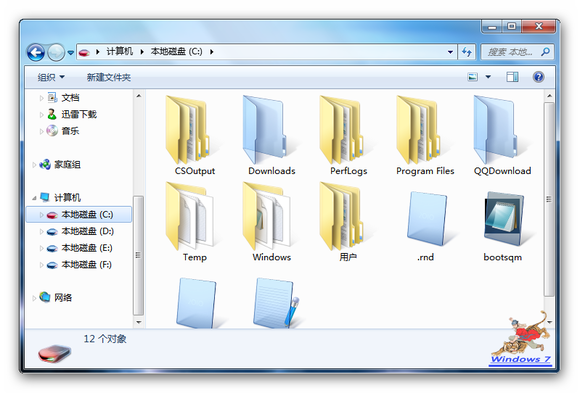 计算机 本地磁盘 (C:)
搜索 本地...
组织 新建文件夹
文档
迅雷下载
音乐
家庭组
计算机
本地磁盘 (C:)
本地磁盘 (D:)
本地磁盘 (E:)
本地磁盘 (F:)
网络
CSOutput Downloads PerfLogs Program Files QQDownload
Temp Windows 用户 .rnd bootsqm
12 个对象
Windows 7